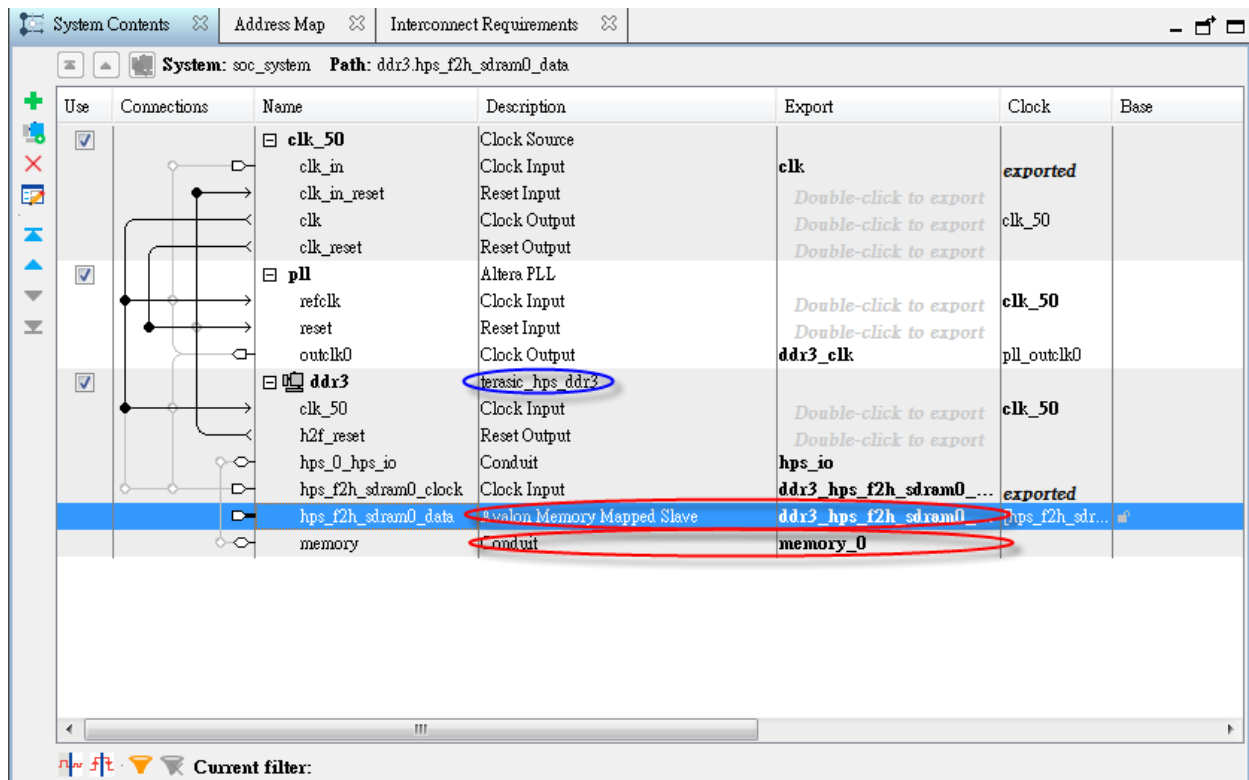 System Contents Address Map Interconnect Requirements
System: soc_system Path: ddr3.hps_f2h_sdram0_data
Use Connections Name Description Export Clock Base
clk_50 Clock Source
clk_in Clock Input clk exported
clk_in_reset Reset Input Double-click to export
clk Clock Output Double-click to export clk_50
clk_reset Reset Output Double-click to export
pll Altera PLL
refclk Clock Input Double-click to export clk_50
reset Reset Input Double-click to export
outclk0 Clock Output ddr3_clk pll_outclk0
ddr3 terasic_hps_ddr3
clk_50 Clock Input Double-click to export clk_50
h2f_reset Reset Output Double-click to export
hps_0_hps_io Conduit hps_io
hps_f2h_sdram0_clock Clock Input ddr3_hps_f2h_sdram0_... exported
hps_f2h_sdram0_data Avalon Memory Mapped Slave ddr3_hps_f2h_sdram0_... [hps_f2h_sdr...
memory Conduit memory_0
Current filter: